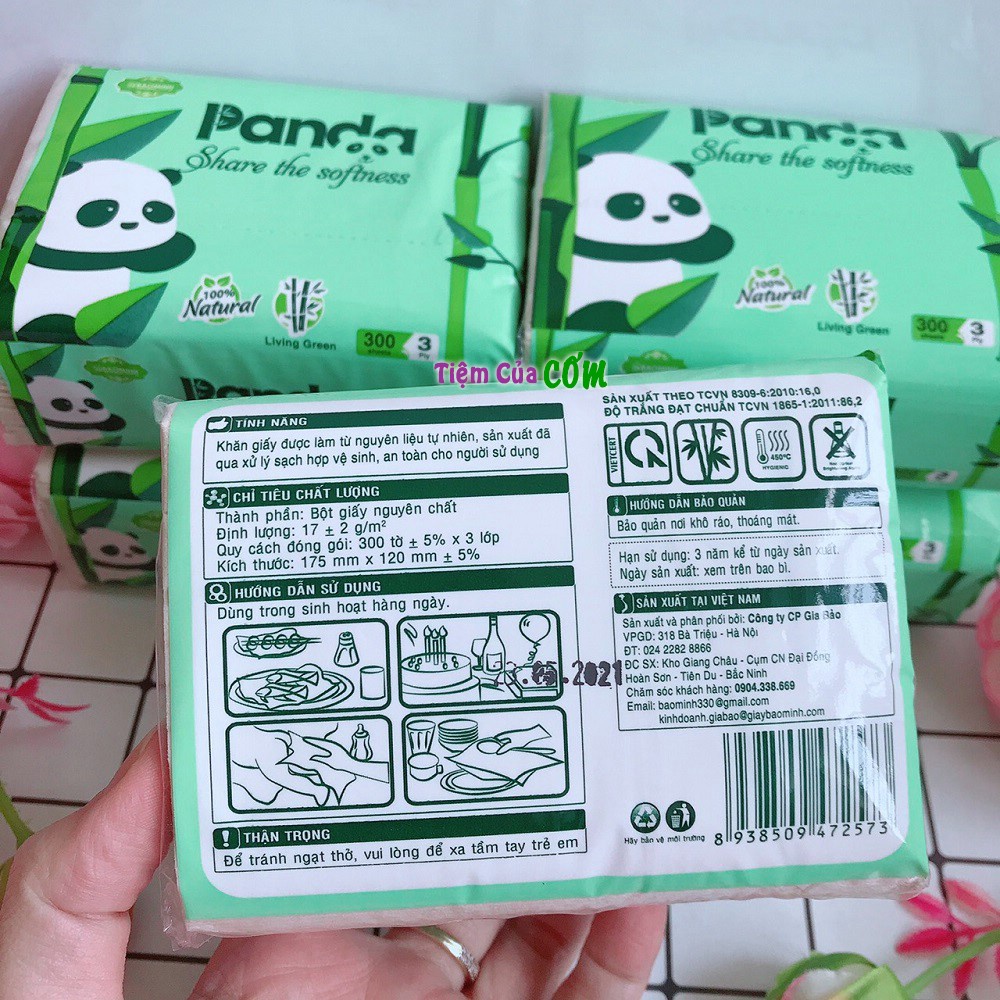 Panda
Share the softness
100%
Natural
Living Green
300
sheets
3
Ply
Panda
Share the softness
100%
Natural
Living Green
300
sheets
3
Ply
Tiệm Của CỐM
TÍNH NĂNG
Khăn giấy được làm từ nguyên liệu tự nhiên, sản xuất đã
qua xử lý sạch hợp vệ sinh, an toàn cho người sử dụng
CHỈ TIÊU CHẤT LƯỢNG
Thành phần: Bột giấy nguyên chất
Định lượng: 17 ± 2 g/m²
Quy cách đóng gói: 300 tờ ± 5% x 3 lớp
Kích thước: 175 mm x 120 mm ± 5%
HƯỚNG DẪN SỬ DỤNG
Dùng trong sinh hoạt hàng ngày.
THẬN TRỌNG
Để tránh ngạt thở, vui lòng để xa tầm tay trẻ em
SẢN XUẤT THEO TCVN 8309-6:2010:16,0
ĐỘ TRẮNG ĐẠT CHUẨN TCVN 1865-1:2011:86,2
VIETCERT
450°C
HYGIENIC
HƯỚNG DẪN BẢO QUẢN
Bảo quản nơi khô ráo, thoáng mát.
Hạn sử dụng: 3 năm kể từ ngày sản xuất.
Ngày sản xuất: xem trên bao bì.
SẢN XUẤT TẠI VIỆT NAM
Sản xuất và phân phối bởi: Công ty CP Gia Bảo
VPGD: 318 Bà Triệu - Hà Nội
ĐT: 024 2282 8866
ĐC SX: Kho Giang Châu - Cụm CN Đại Đồng
Hoàn Sơn - Tiên Du - Bắc Ninh
Chăm sóc khách hàng: 0904.338.669
Email: baominh330@gmail.com
kinhdoanh.giabao@giaybaominh.com
.05.2021
Hãy bảo vệ môi trường
8 938509 472573